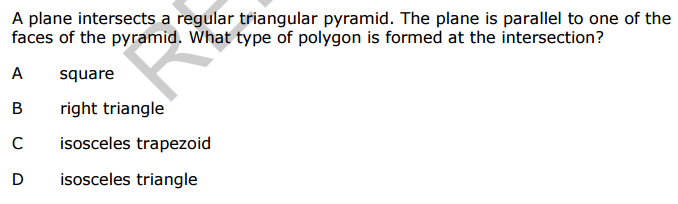 A plane intersects a regular triangular pyramid. The plane is parallel to one of the
faces of the pyramid. What type of polygon is formed at the intersection?
A square
B right triangle
C isosceles trapezoid
D isosceles triangle